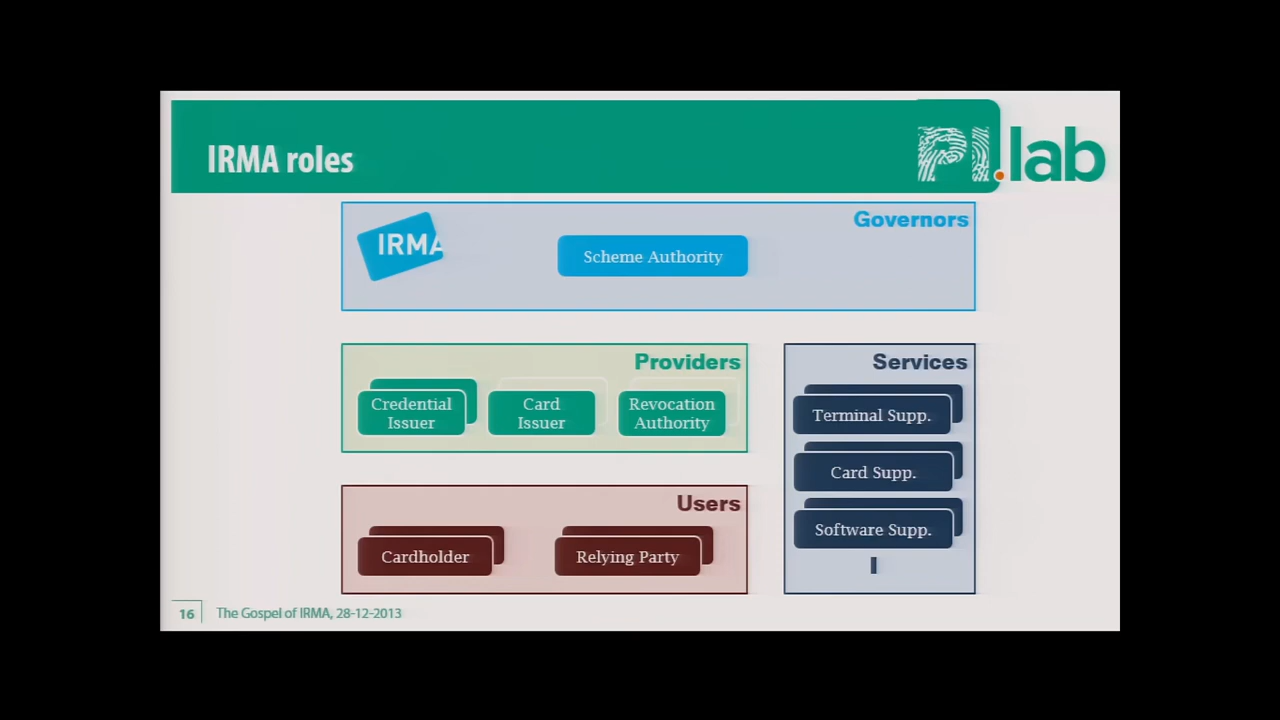 IRMA roles
PI.lab
Governors
IRMA
Scheme Authority
Providers
Credential
Issuer
Card
Issuer
Revocation
Authority
Services
Terminal Supp.
Card Supp.
Software Supp.
Users
Cardholder
Relying Party
16
The Gospel of IRMA, 28-12-2013